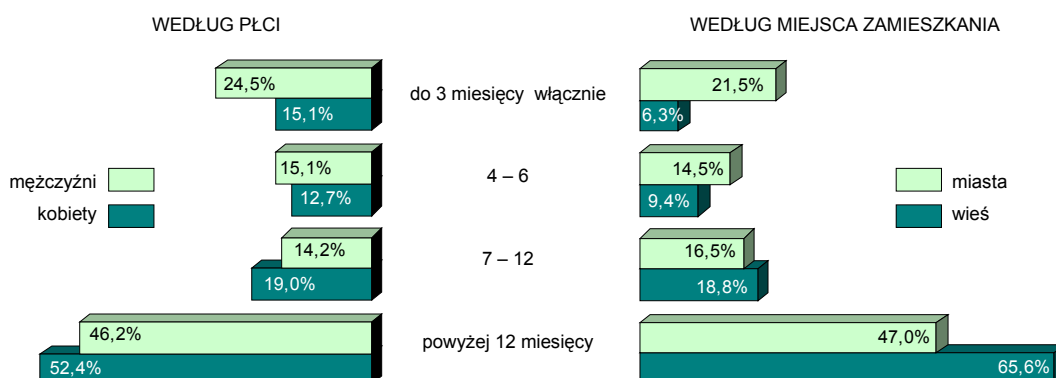 WEDŁUG PŁCI
WEDŁUG MIEJSCA ZAMIESZKANIA
24,5%
do 3 miesięcy włącznie
21,5%
15,1%
6,3%
mężczyźni
15,1%
4 – 6
14,5%
miasta
kobiety
12,7%
9,4%
wieś
14,2%
7 – 12
16,5%
19,0%
18,8%
46,2%
powyżej 12 miesięcy
47,0%
52,4%
65,6%